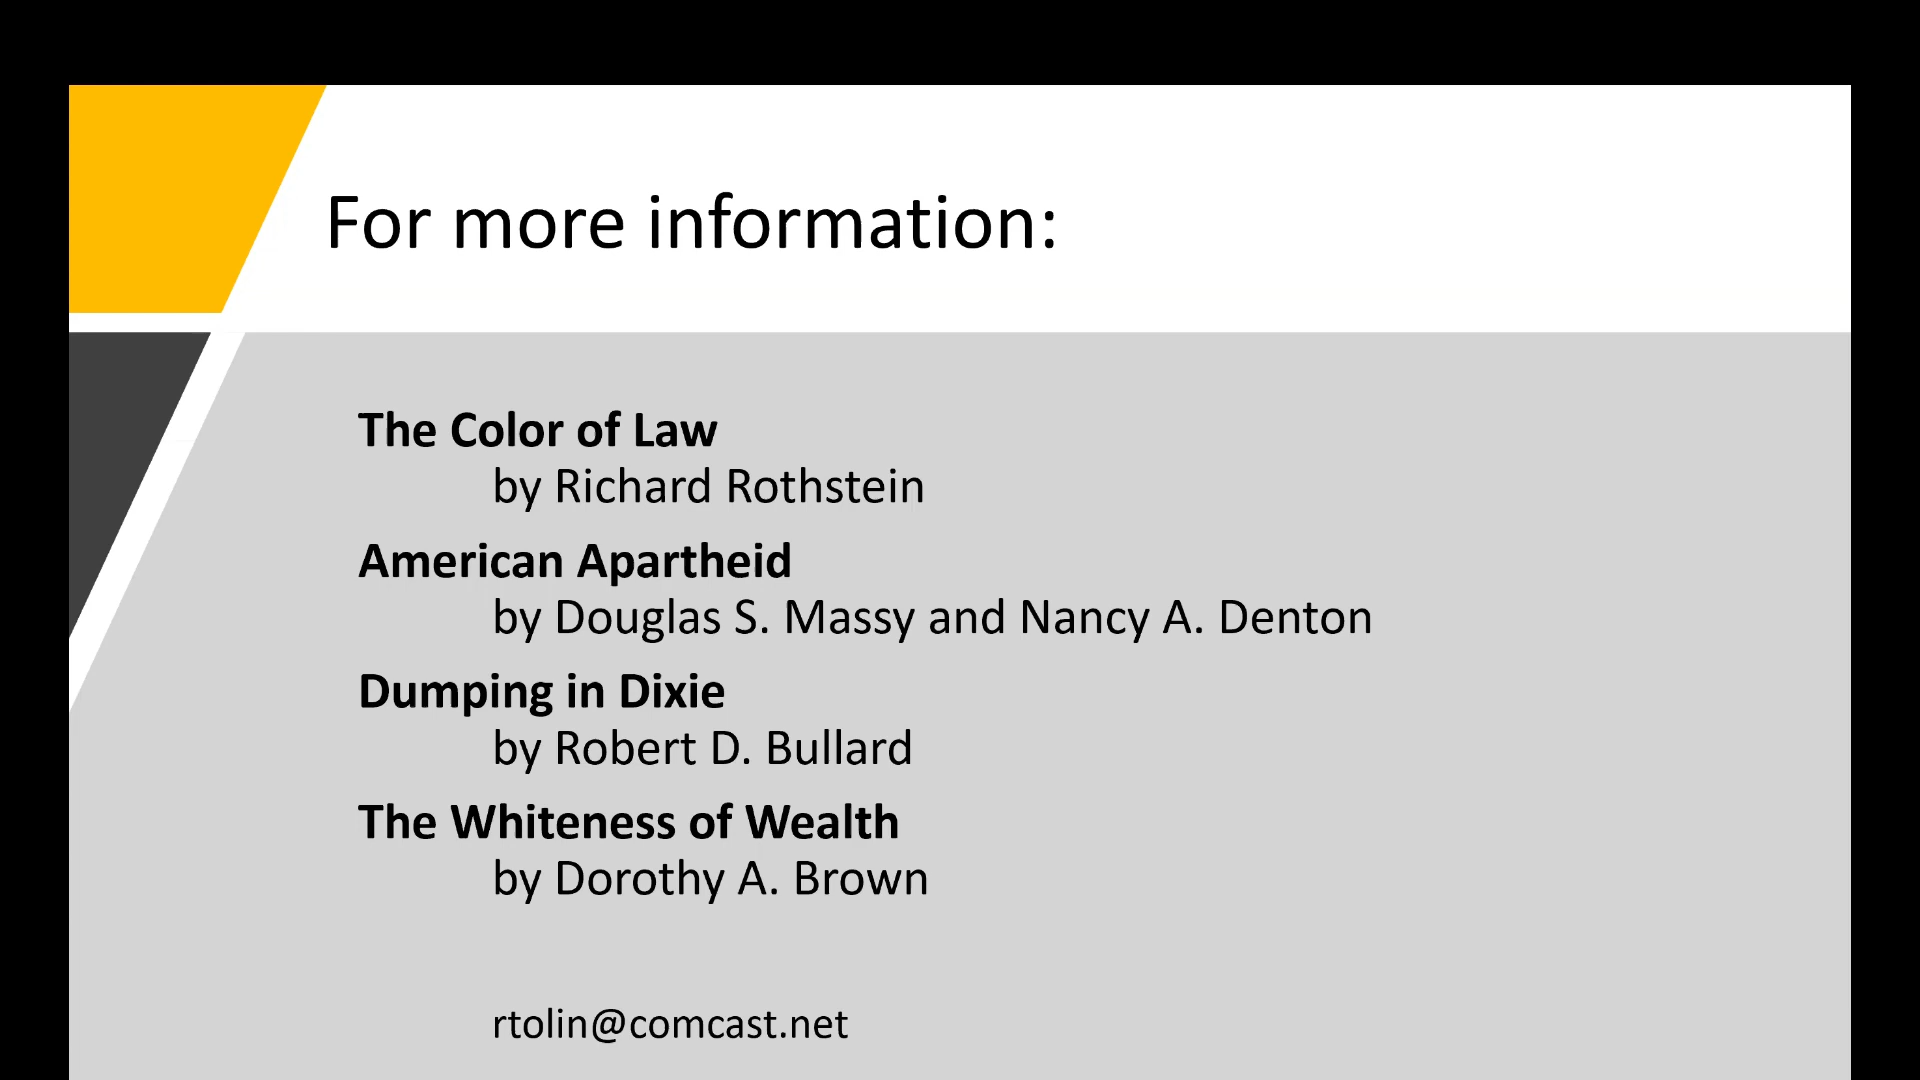 For more information:
The Color of Law
by Richard Rothstein
American Apartheid
by Douglas S. Massy and Nancy A. Denton
Dumping in Dixie
by Robert D. Bullard
The Whiteness of Wealth
by Dorothy A. Brown
rtolin@comcast.net